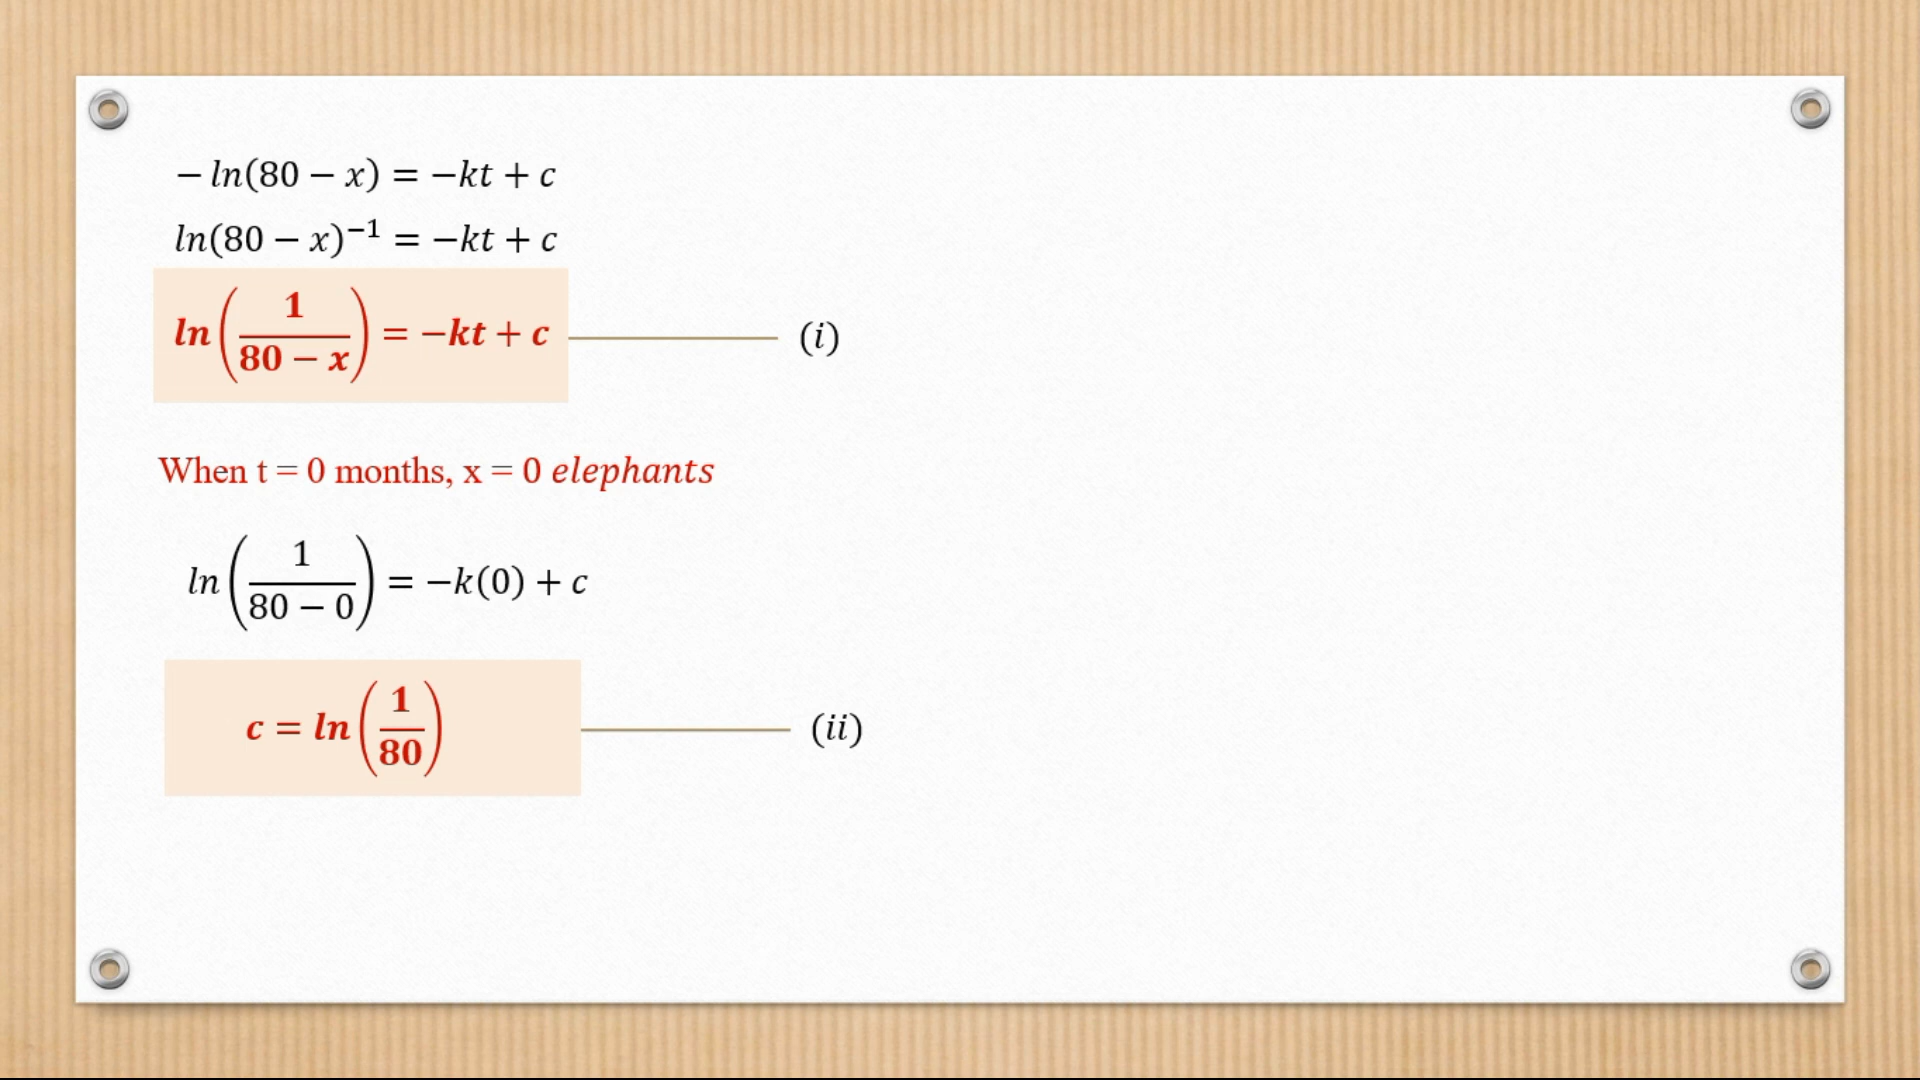 − ln(80 − x) = −kt + c
ln(80 − x)⁻¹ = −kt + c
ln(1/(80 − x)) = −kt + c (i)
When t = 0 months, x = 0 elephants
ln(1/(80 − 0)) = −k(0) + c
c = ln(1/80) (ii)